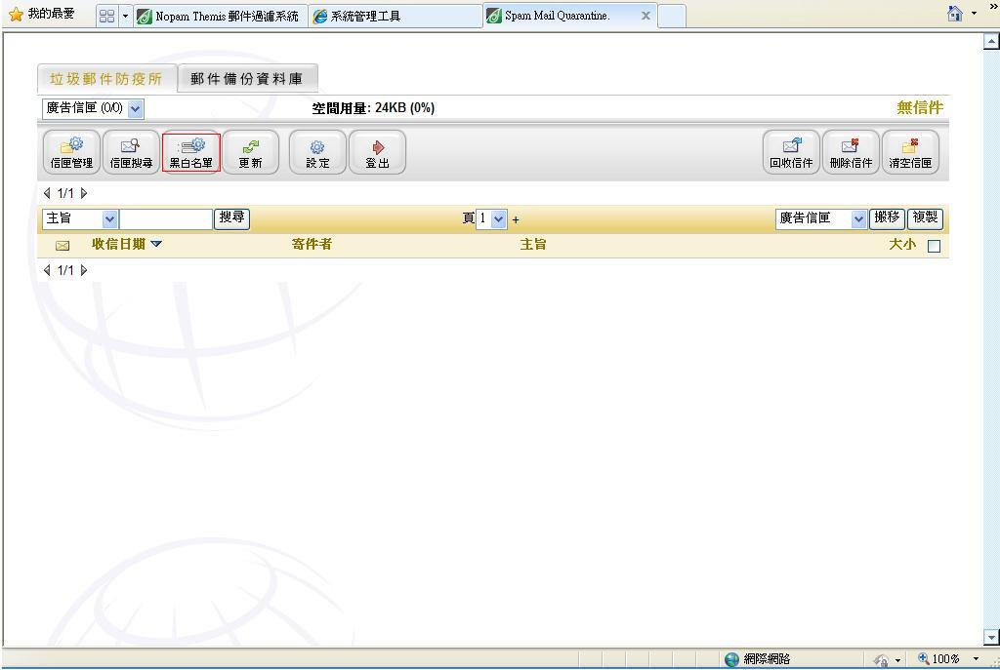 我的最愛 Nopam Themis 郵件過濾系統 系統管理工具 Spam Mail Quarantine. x »
垃圾郵件防疫所 郵件備份資料庫
廣告信匣 (0/0) 空間用量: 24KB (0%) 無信件
信匣管理 信匣搜尋 黑白名單 更新 設定 登出 回收信件 刪除信件 清空信匣
1/1
主旨 搜尋 頁 1 + 廣告信匣 搬移 複製
收信日期 寄件者 主旨 大小
1/1
網際網路 100%